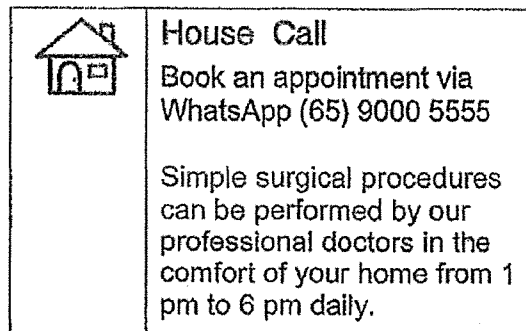 House Call
Book an appointment via
WhatsApp (65) 9000 5555
Simple surgical procedures
can be performed by our
professional doctors in the
comfort of your home from 1
pm to 6 pm daily.